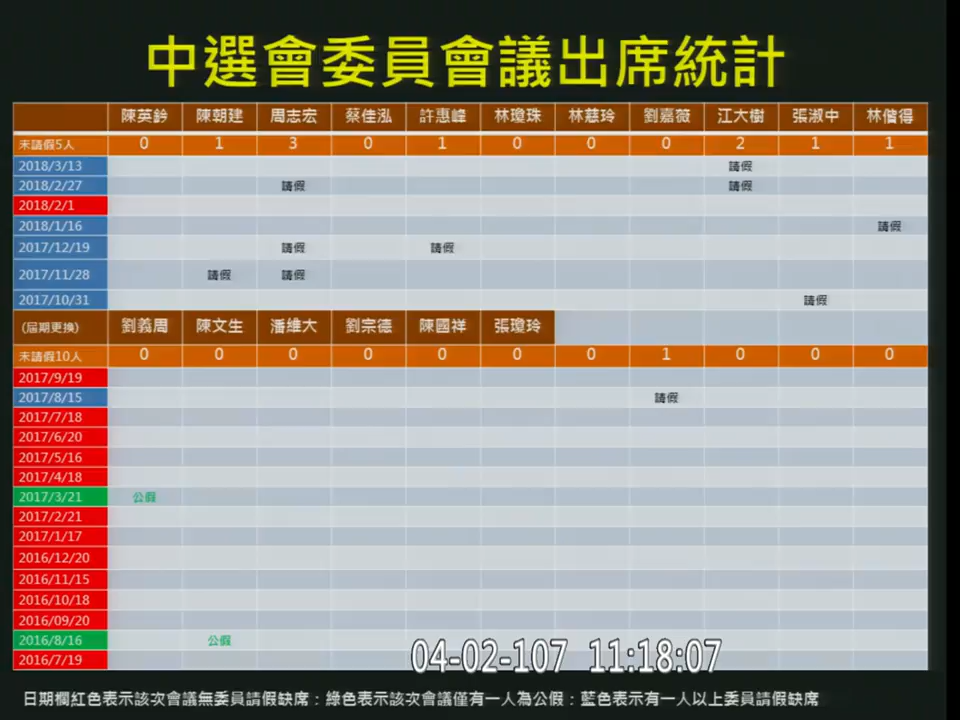 中選會委員會議出席統計
陳英鈐 陳朝建 周志宏 蔡佳泓 許惠峰 林瓊珠 林慈玲 劉嘉薇 江大樹 張淑中 林偕得
未請假5人 0 1 3 0 1 0 0 0 2 1 1
2018/3/13 請假
2018/2/27 請假 請假
2018/2/1
2018/1/16 請假
2017/12/19 請假 請假
2017/11/28 請假 請假
2017/10/31 請假
(屆期更換) 劉義周 陳文生 潘維大 劉宗德 陳國祥 張瓊玲
未請假10人 0 0 0 0 0 0 0 1 0 0 0
2017/9/19
2017/8/15 請假
2017/7/18
2017/6/20
2017/5/16
2017/4/18
2017/3/21 公假
2017/2/21
2017/1/17
2016/12/20
2016/11/15
2016/10/18
2016/09/20
2016/8/16 公假
2016/7/19
04-02-107 11:18:07
日期欄紅色表示該次會議無委員請假缺席：綠色表示該次會議僅有一人為公假：藍色表示有一人以上委員請假缺席